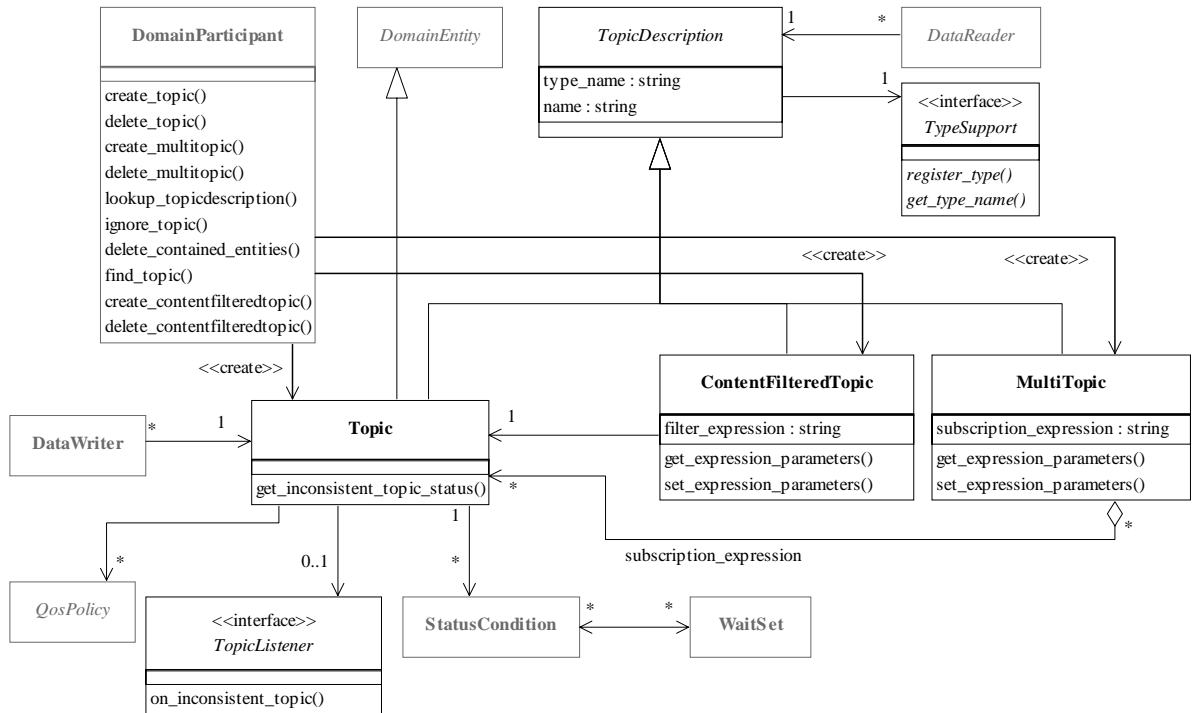 DomainParticipant
create_topic()
delete_topic()
create_multitopic()
delete_multitopic()
lookup_topicdescription()
ignore_topic()
delete_contained_entities()
find_topic()
create_contentfilteredtopic()
delete_contentfilteredtopic()
DomainEntity
TopicDescription
type_name : string
name : string
1
*
DataReader
1
<<interface>>
TypeSupport
register_type()
get_type_name()
<<create>>
<<create>>
<<create>>
ContentFilteredTopic
filter_expression : string
get_expression_parameters()
set_expression_parameters()
MultiTopic
subscription_expression : string
get_expression_parameters()
set_expression_parameters()
DataWriter
*
1
Topic
get_inconsistent_topic_status()
1
*
*
subscription_expression
*
0..1
1
*
QosPolicy
<<interface>>
TopicListener
on_inconsistent_topic()
StatusCondition
*
*
WaitSet